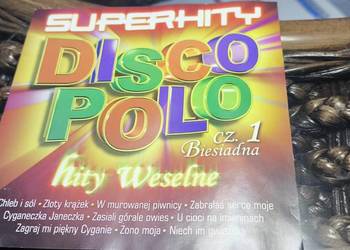 SUPERHITY
DISCO
POLO
cz. 1
Biesiadna
hity Weselne
Chleb i sól • Złoty krążek • W murowanej piwnicy • Zabrałaś serce moje
Cyganeczka Janeczka • Zasiali górale owies • U cioci na imieninach
Zagraj mi piękny Cyganie • Żono moja • Niech im